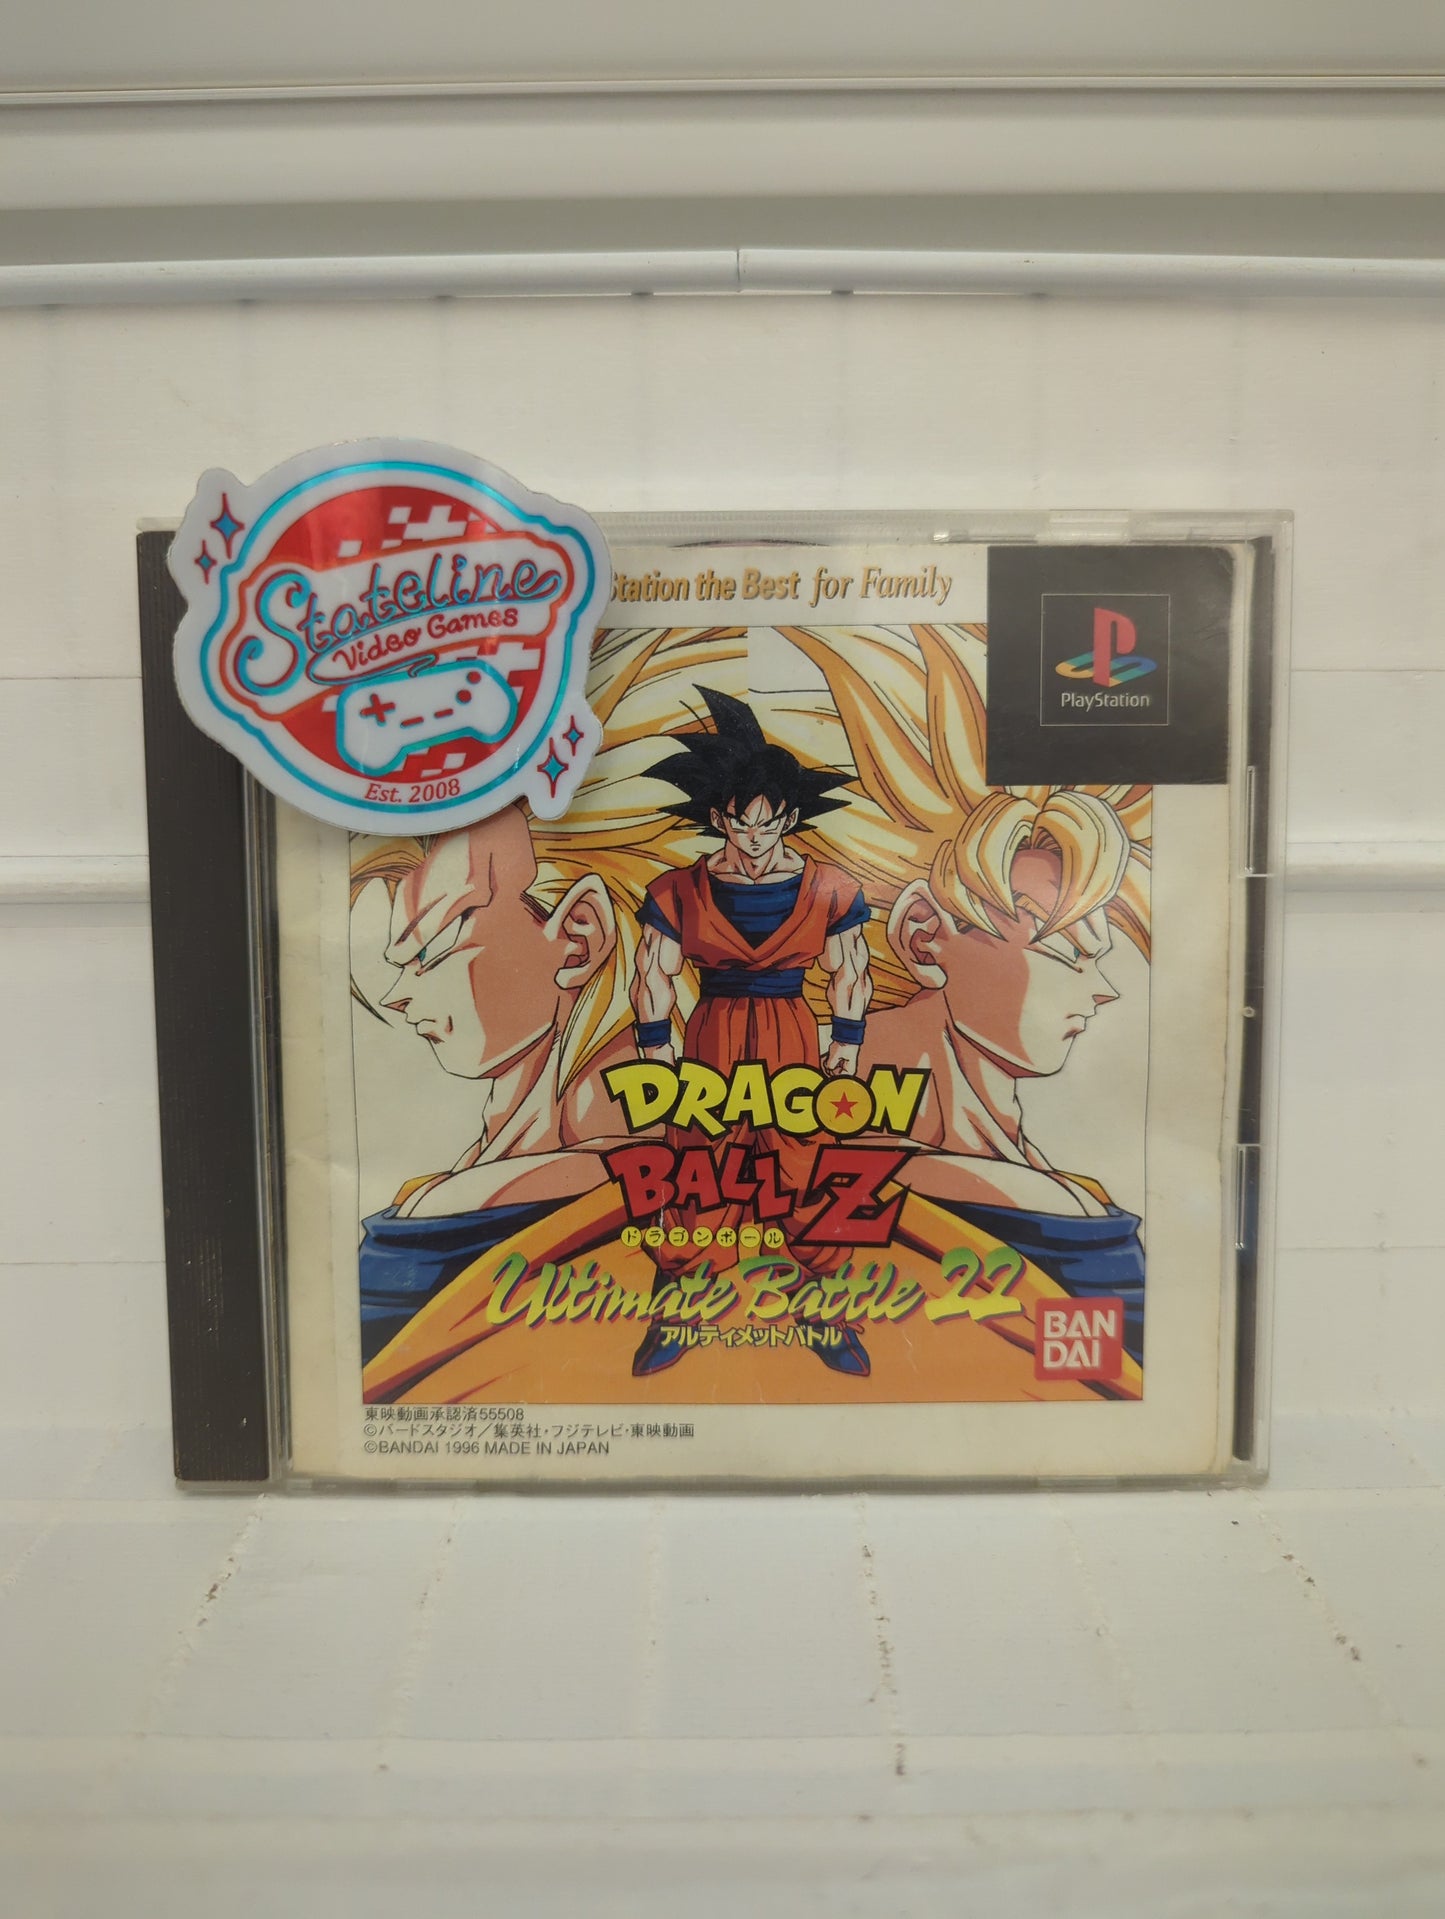 Stateline
Video Games
Est. 2008
Station the Best for Family
PlayStation
DRAGON
BALL Z
ドラゴンボール
Ultimate Battle 22
アルティメットバトル
BAN
DAI
東映動画承認済55508
©バードスタジオ／集英社・フジテレビ・東映動画
©BANDAI 1996 MADE IN JAPAN